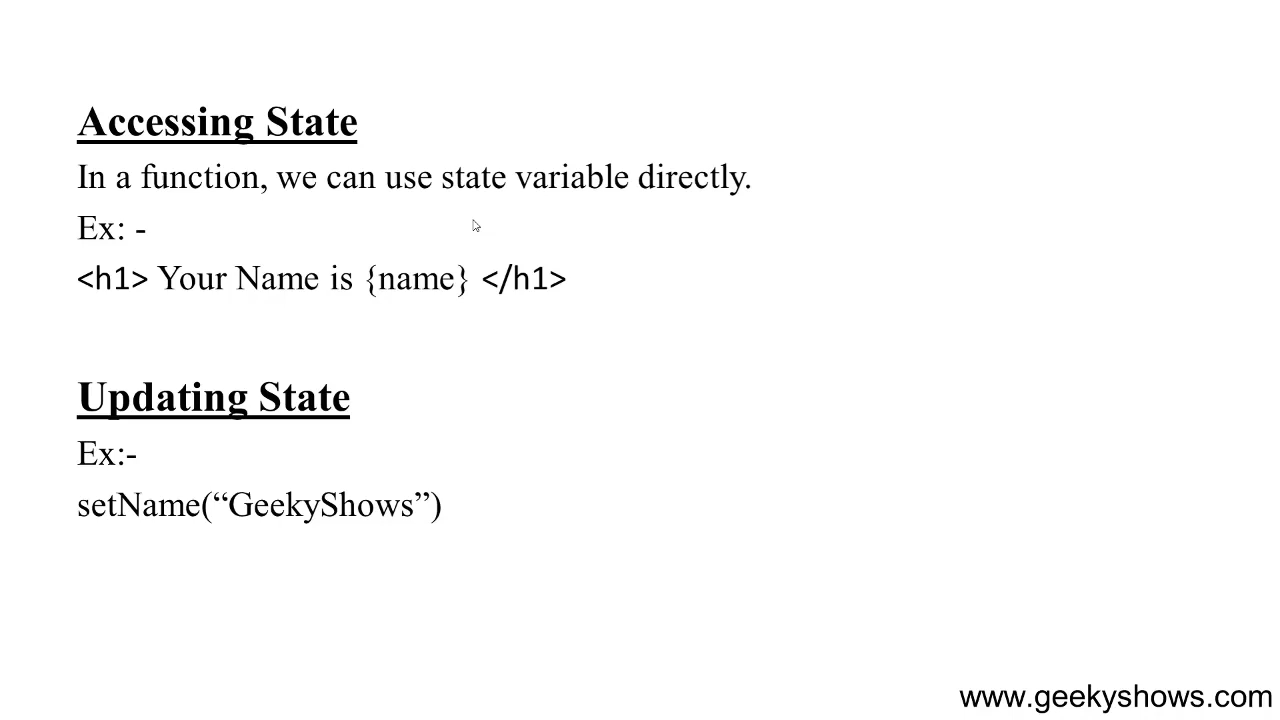 Accessing State
In a function, we can use state variable directly.
Ex: -
<h1> Your Name is {name} </h1>
Updating State
Ex:-
setName(“GeekyShows”)
www.geekyshows.com